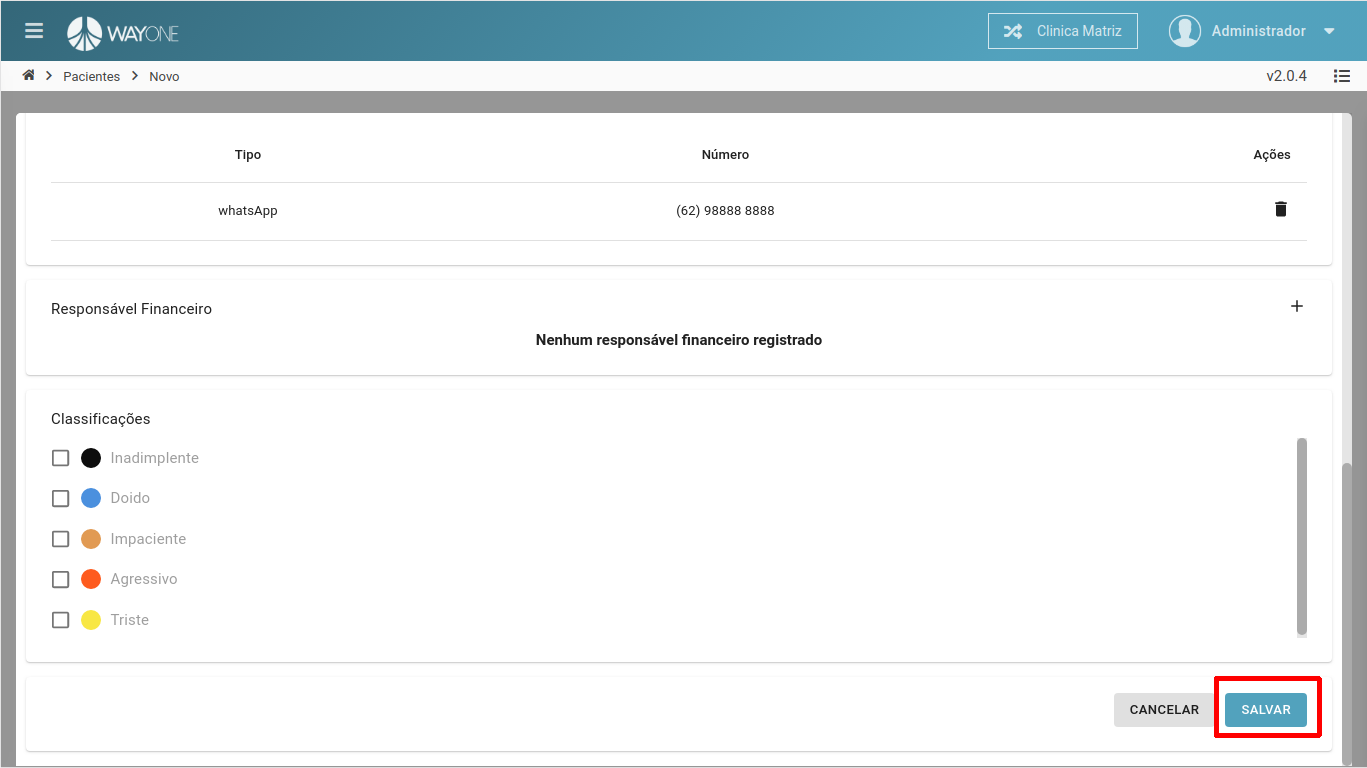 WAYONE
Clinica Matriz
Administrador
Pacientes
Novo
v2.0.4
Tipo
Número
Ações
whatsApp
(62) 98888 8888
Responsável Financeiro
Nenhum responsável financeiro registrado
Classificações
Inadimplente
Doido
Impaciente
Agressivo
Triste
CANCELAR
SALVAR